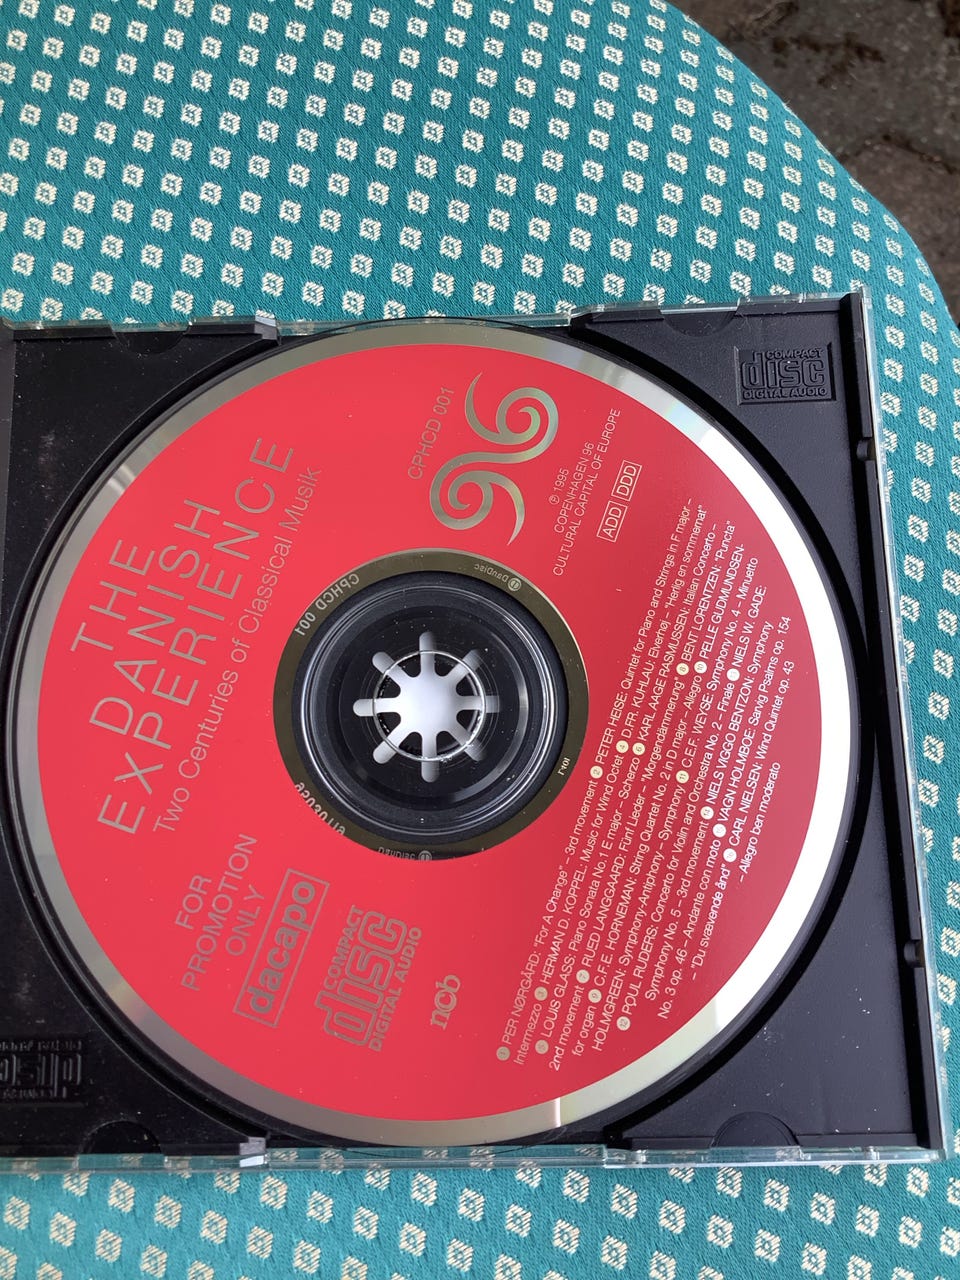 THE
DANISH
EXPERIENCE
Two Centuries of Classical Musik
CPHCD 001
96
℗ 1995
COPENHAGEN 96
CULTURAL CAPITAL OF EUROPE
ADD DDD
FOR
PROMOTION
ONLY
dacapo
COMPACT
disc
DIGITAL AUDIO
ncb
1 PER NØRGÅRD: "For A Change" – 3rd movement 2 PETER HEISE: Quintet for Piano and Strings in F major –
Intermezzo 3 HERMAN D. KOPPEL: Music for Wind Octet 4 D.FR. KUHLAU: Elverhøj – "Herlig en sommernat"
5 LOUIS GLASS: Piano Sonata No.1 E major – Scherzo 6 KARL AAGE RASMUSSEN: Italian Concerto –
2nd movement 7 RUED LANGGAARD: Fünf Lieder – "Morgendämmerung" 8 BENT LORENTZEN: "Puncta"
for organ 9 C.F.E. HORNEMAN: String Quartet No. 2 in D major – Allegro 10 PELLE GUDMUNDSEN-
HOLMGREEN: Symphony-Antiphony – Symphony 11 C.E.F. WEYSE: Symphony No. 4 – Minuetto
12 POUL RUDERS: Concerto for Violin and Orchestra No. 2 – Finale 13 NIELS W. GADE:
Symphony No. 5 – 3rd movement 14 NIELS VIGGO BENTZON: Symphony
No. 3 op. 46 – Andante con moto 15 VAGN HOLMBOE: Sørvig Psalms op. 154
– "Du svævende ånd" 16 CARL NIELSEN: Wind Quintet op. 43
– Allegro ben moderato
CPHCD 001
DanDisc
COMPACT
disc
DIGITAL AUDIO